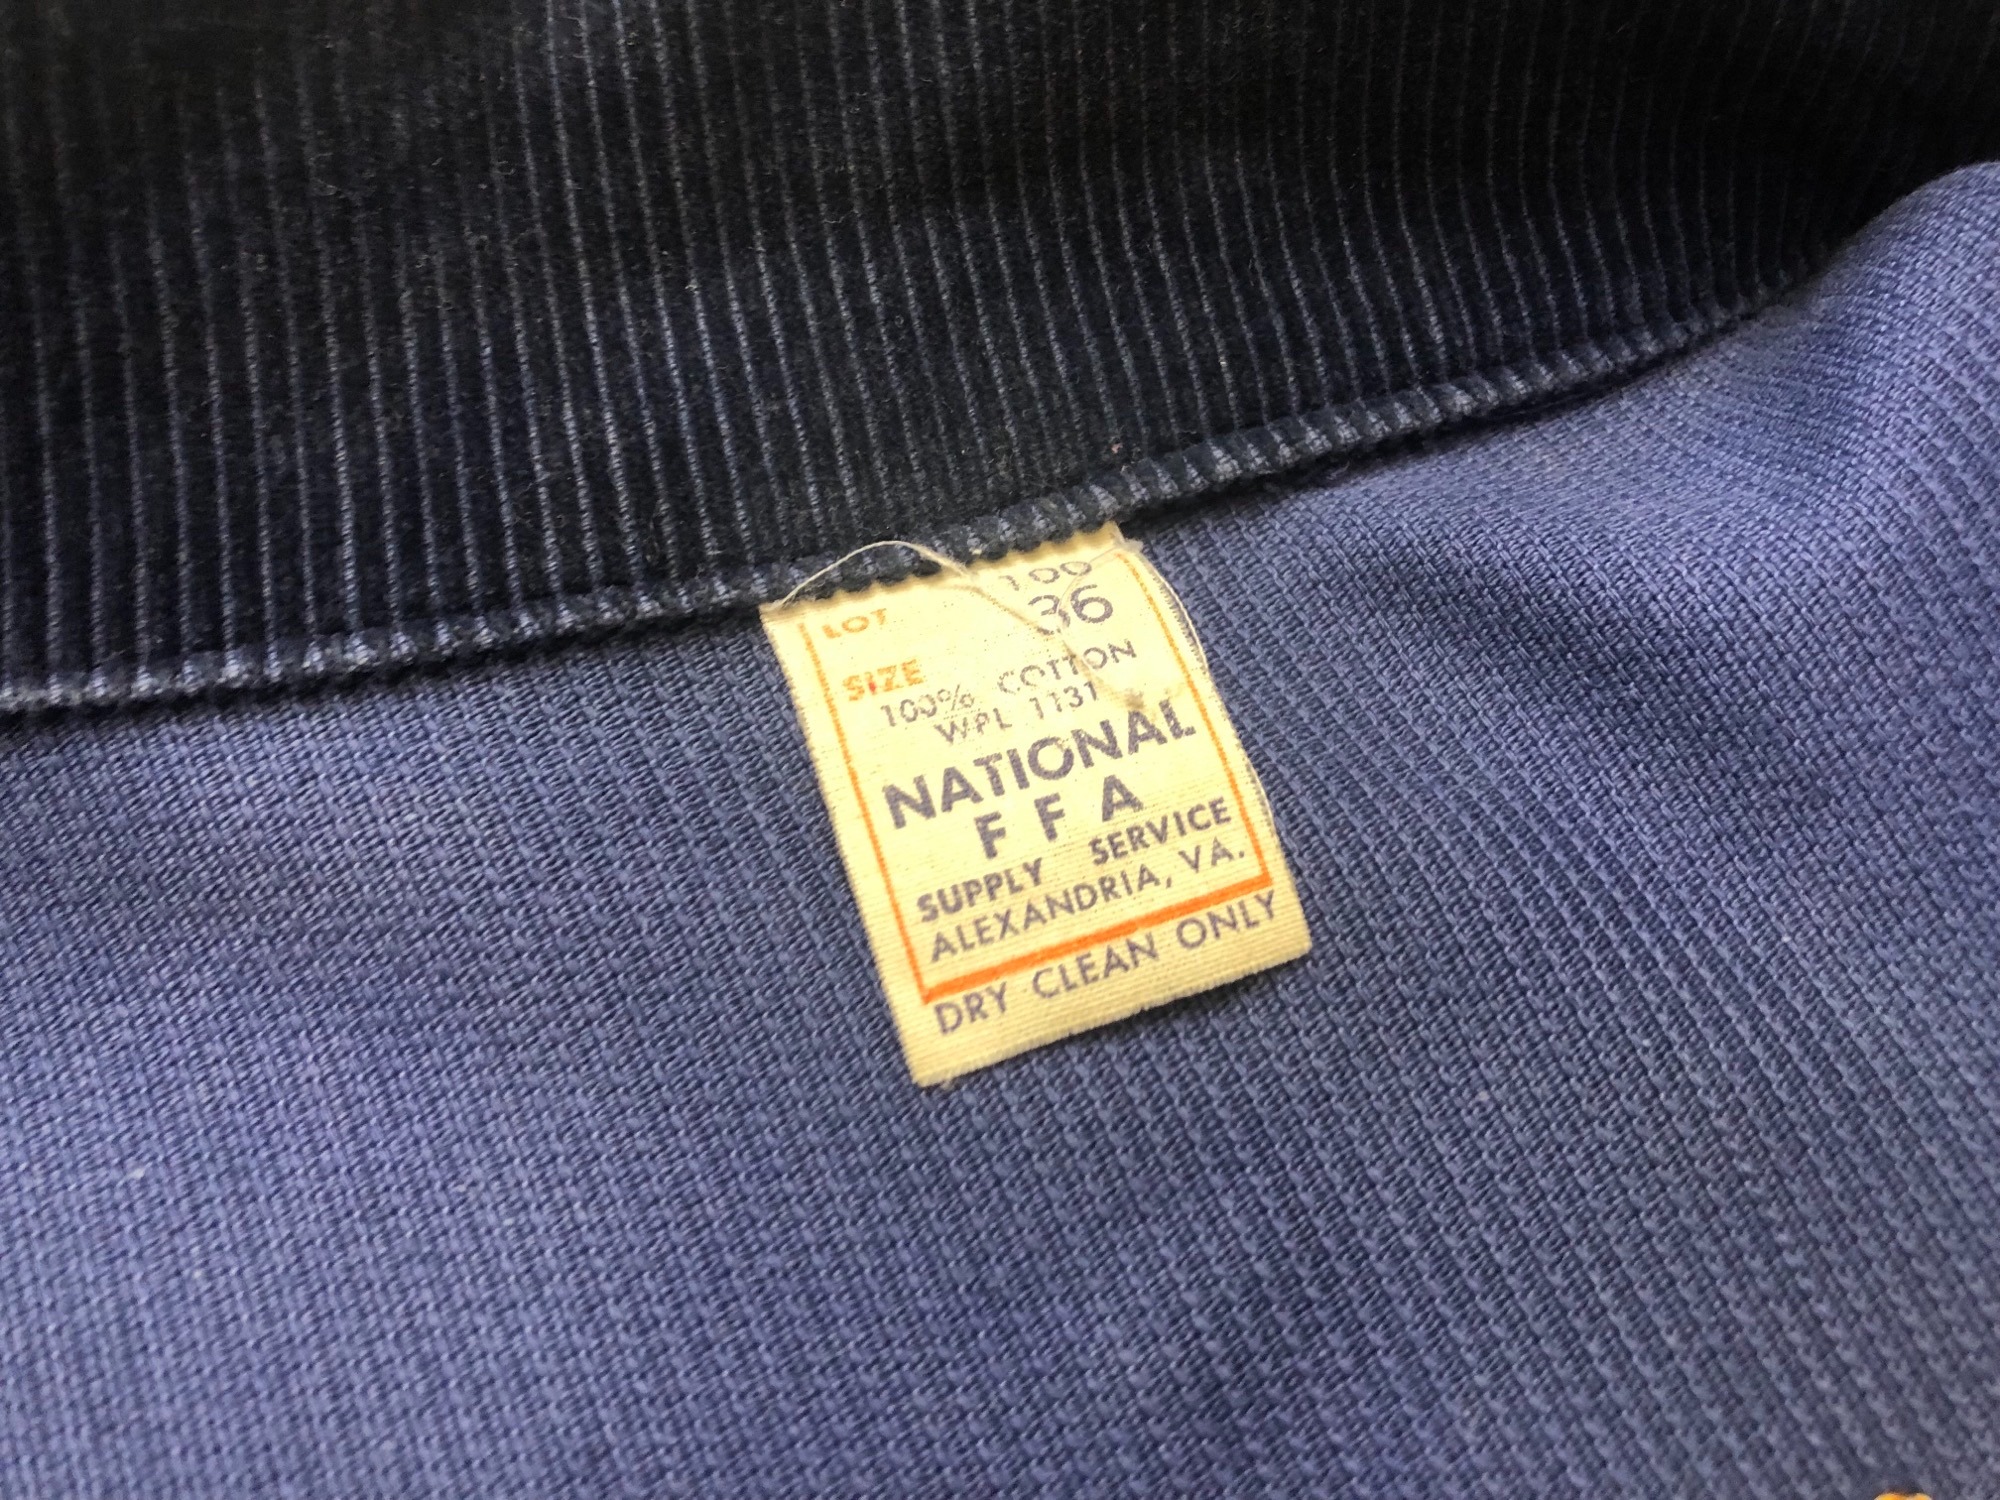 LOT 100
SIZE 36
100% COTTON
WPL 1131
NATIONAL
F F A
SUPPLY SERVICE
ALEXANDRIA, VA.
DRY CLEAN ONLY